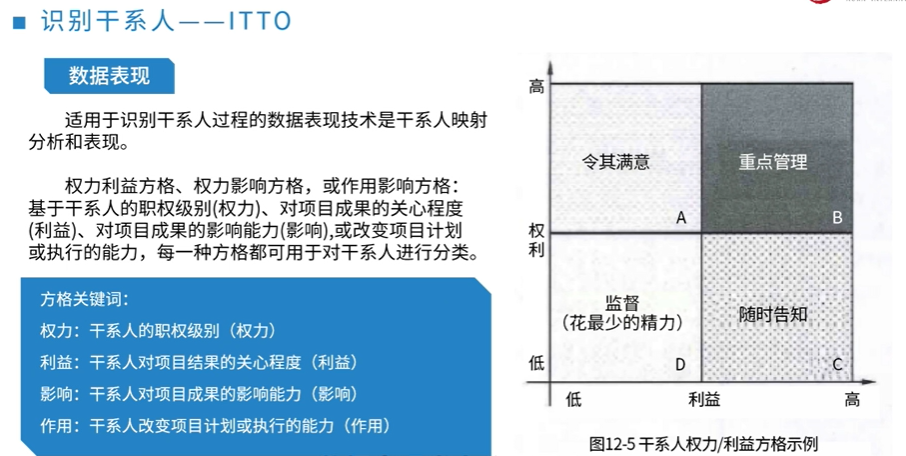 识别干系人——ITTO
数据表现
适用于识别干系人过程的数据表现技术是干系人映射
分析和表现。
权力利益方格、权力影响方格，或作用影响方格：
基于干系人的职权级别(权力)、对项目成果的关心程度
(利益)、对项目成果的影响能力(影响),或改变项目计划
或执行的能力，每一种方格都可用于对干系人进行分类。
方格关键词：
权力：干系人的职权级别（权力）
利益：干系人对项目结果的关心程度（利益）
影响：干系人对项目成果的影响能力（影响）
作用：干系人改变项目计划或执行的能力（作用）
高
令其满意
重点管理
A
B
权
利
监督
（花最少的精力）
随时告知
低
D
C
低
利益
高
图12-5 干系人权力/利益方格示例